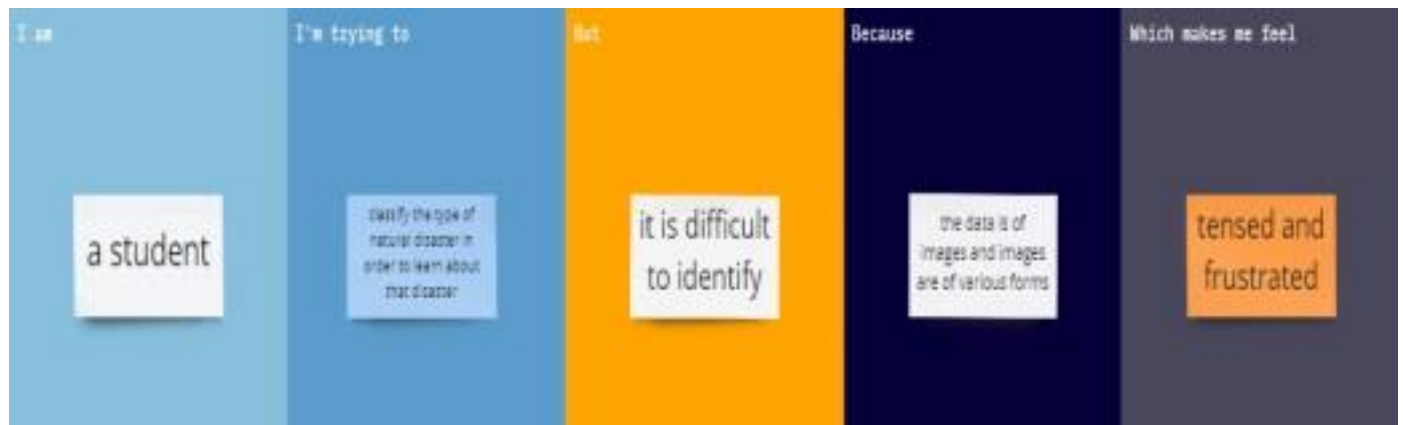 I am
a student
I'm trying to
classify the type of
natural disaster in
order to learn about
that disaster
But
it is difficult
to identify
Because
the data is of
images and images
are of various forms
Which makes me feel
tensed and
frustrated